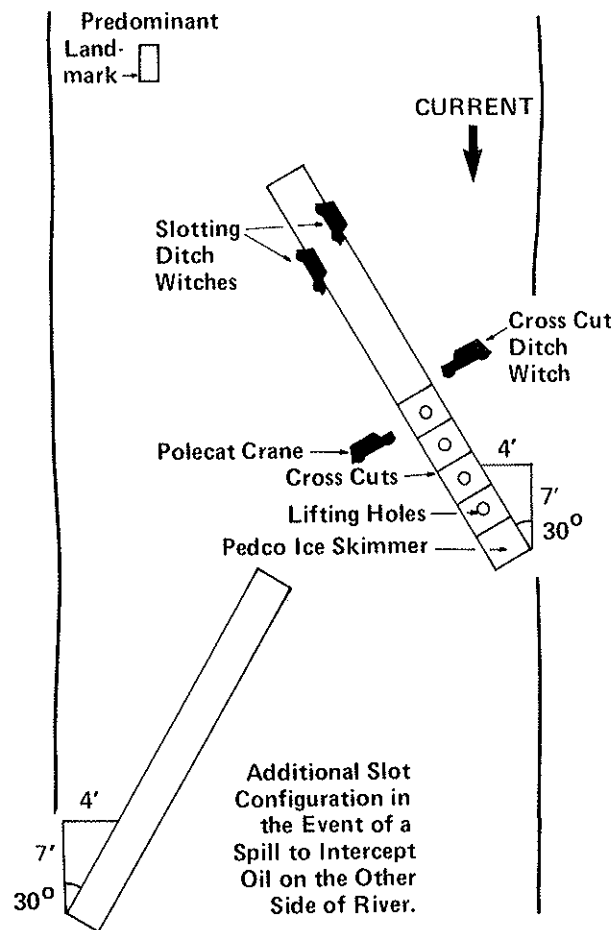 Predominant
Land-
mark
CURRENT
Slotting
Ditch
Witches
Cross Cut
Ditch
Witch
Polecat Crane
4'
Cross Cuts
7'
Lifting Holes
30°
Pedco Ice Skimmer
4'
7'
30°
Additional Slot
Configuration in
the Event of a
Spill to Intercept
Oil on the Other
Side of River.